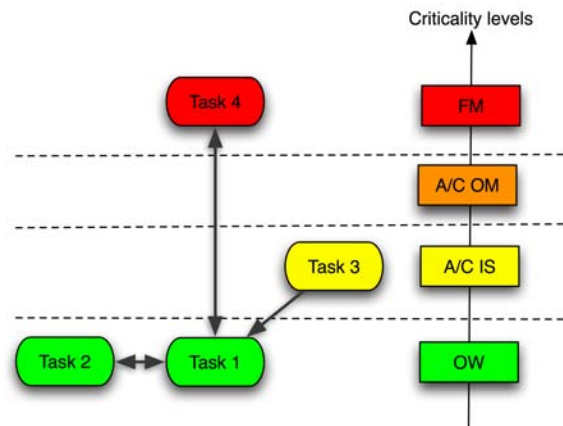 Criticality levels
Task 4
FM
A/C OM
Task 3
A/C IS
Task 2
Task 1
OW